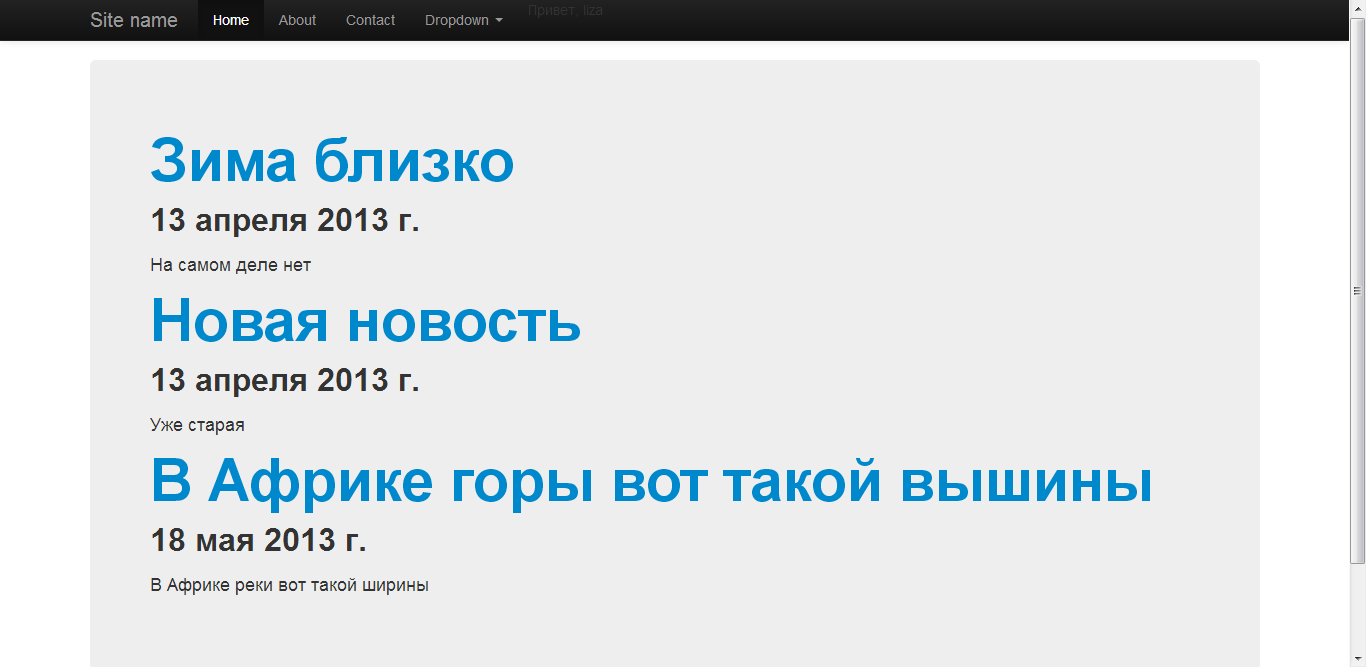 Site name Home About Contact Dropdown Привет, liza
Зима близко
13 апреля 2013 г.
На самом деле нет
Новая новость
13 апреля 2013 г.
Уже старая
В Африке горы вот такой вышины
18 мая 2013 г.
В Африке реки вот такой ширины